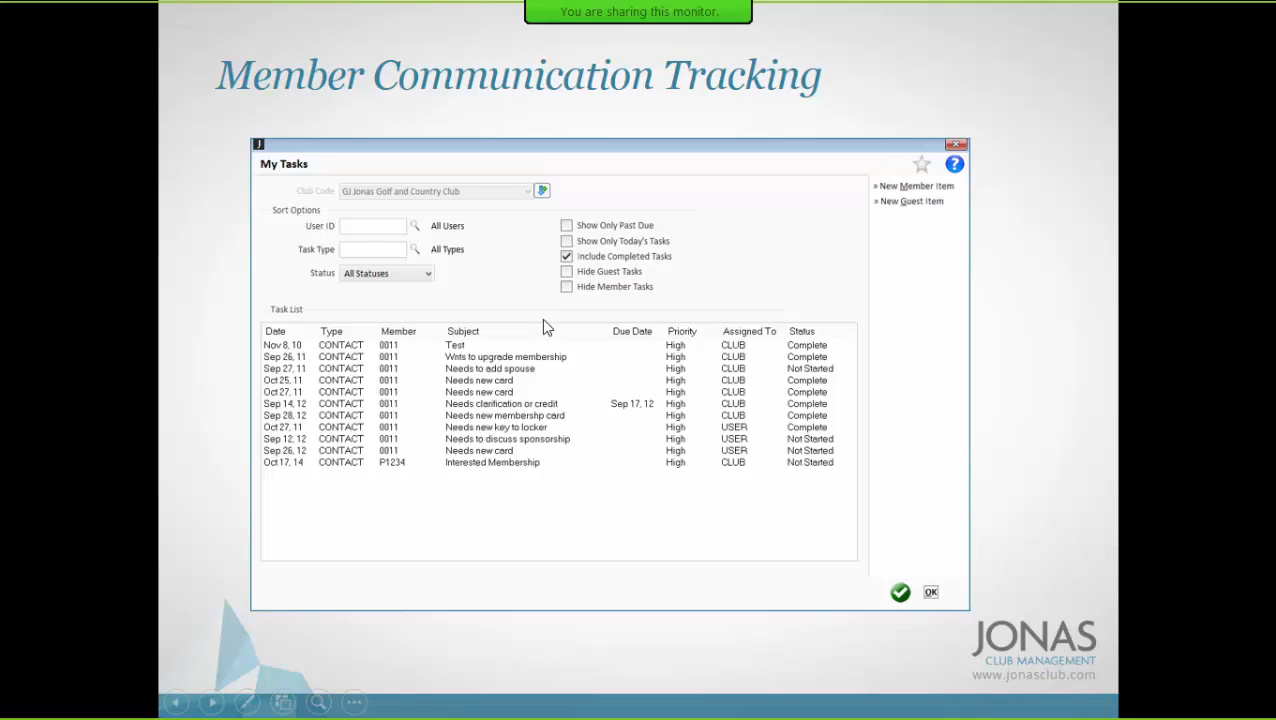 You are sharing this monitor.
Member Communication Tracking
J
My Tasks
?
Club Code GJ Jonas Golf and Country Club
» New Member Item
» New Guest Item
Sort Options
User ID All Users
Task Type All Types
Status All Statuses
Show Only Past Due
Show Only Today's Tasks
Include Completed Tasks
Hide Guest Tasks
Hide Member Tasks
Task List
Date Type Member Subject Due Date Priority Assigned To Status
Nov 8, 10 CONTACT 0011 Test High CLUB Complete
Sep 26, 11 CONTACT 0011 Wnts to upgrade membership High CLUB Complete
Sep 27, 11 CONTACT 0011 Needs to add spouse High CLUB Not Started
Oct 25, 11 CONTACT 0011 Needs new card High CLUB Complete
Oct 27, 11 CONTACT 0011 Needs new card High CLUB Complete
Sep 14, 12 CONTACT 0011 Needs clarification or credit Sep 17, 12 High CLUB Complete
Sep 28, 12 CONTACT 0011 Needs new membershp card High CLUB Complete
Oct 27, 11 CONTACT 0011 Needs new key to locker High USER Complete
Sep 12, 12 CONTACT 0011 Needs to discuss sponsorship High USER Not Started
Sep 26, 12 CONTACT 0011 Needs new card High USER Not Started
Oct 17, 14 CONTACT P1234 Interested Membership High CLUB Not Started
OK
JONAS
CLUB MANAGEMENT
www.jonasclub.com